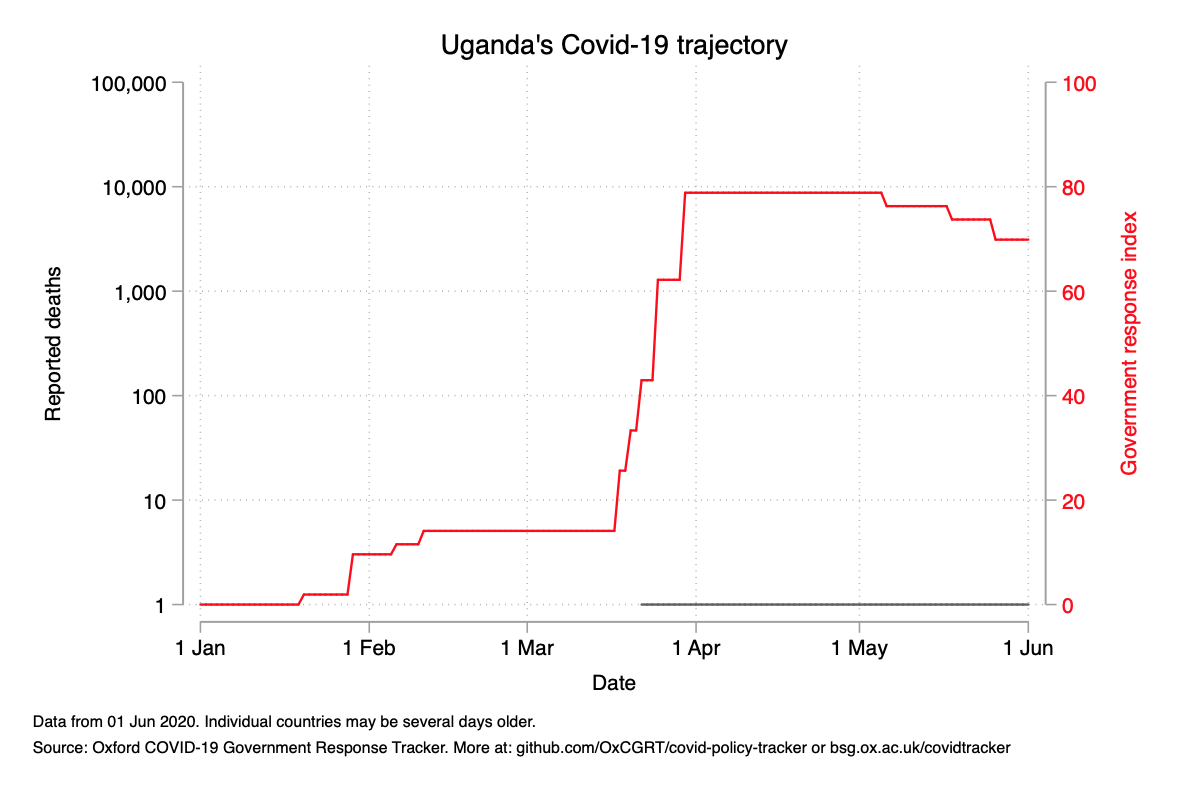 Uganda's Covid-19 trajectory
100,000
10,000
1,000
100
10
1
Reported deaths
100
80
60
40
20
0
Government response index
1 Jan 1 Feb 1 Mar 1 Apr 1 May 1 Jun
Date
Data from 01 Jun 2020. Individual countries may be several days older.
Source: Oxford COVID-19 Government Response Tracker. More at: github.com/OxCGRT/covid-policy-tracker or bsg.ox.ac.uk/covidtracker